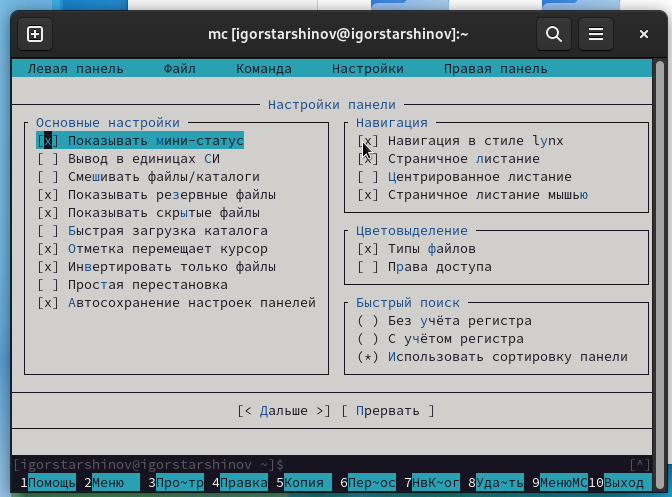 mc [igorstarshinov@igorstarshinov]:~
Левая панель Файл Команда Настройки Правая панель
Настройки панели
Основные настройки
[x] Показывать мини-статус
[ ] Вывод в единицах СИ
[ ] Смешивать файлы/каталоги
[x] Показывать резервные файлы
[x] Показывать скрытые файлы
[ ] Быстрая загрузка каталога
[x] Отметка перемещает курсор
[x] Инвертировать только файлы
[ ] Простая перестановка
[x] Автосохранение настроек панелей
Навигация
[x] Навигация в стиле lynx
[x] Страничное листание
[ ] Центрированное листание
[x] Страничное листание мышью
Цветовыделение
[x] Типы файлов
[ ] Права доступа
Быстрый поиск
( ) Без учёта регистра
( ) С учётом регистра
(*) Использовать сортировку панели
[< Дальше >] [ Прервать ]
[igorstarshinov@igorstarshinov ~]$ [^]
1Помощь 2Меню 3Про~тр 4Правка 5Копия 6Пер~ос 7НвК~ог 8Уда~ть 9МенюМС 10Выход